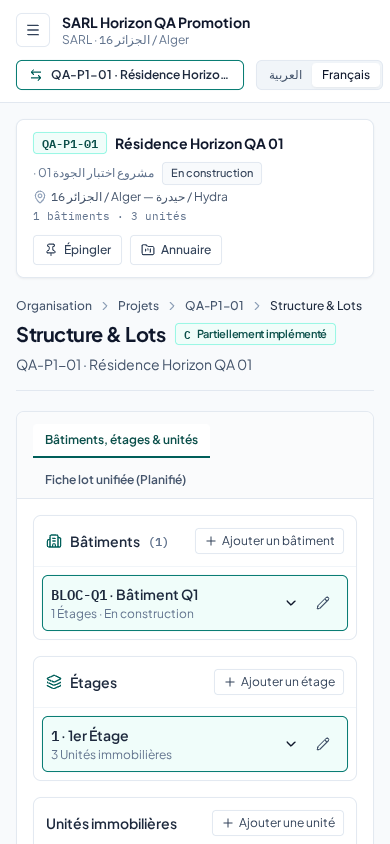 SARL Horizon QA Promotion
SARL · 16 الجزائر / Alger
QA-P1-01 · Résidence Horizo...
العربية
Français
QA-P1-01
Résidence Horizon QA 01
· مشروع اختبار الجودة 01
En construction
16 الجزائر / Alger — حيدرة / Hydra
1 bâtiments · 3 unités
Épingler
Annuaire
Organisation > Projets > QA-P1-01 > Structure & Lots
Structure & Lots
C Partiellement implémenté
QA-P1-01 · Résidence Horizon QA 01
Bâtiments, étages & unités
Fiche lot unifiée (Planifié)
Bâtiments (1)
+ Ajouter un bâtiment
BLOC-Q1 · Bâtiment Q1
1 Étages · En construction
Étages
+ Ajouter un étage
1 · 1er Étage
3 Unités immobilières
Unités immobilières
+ Ajouter une unité